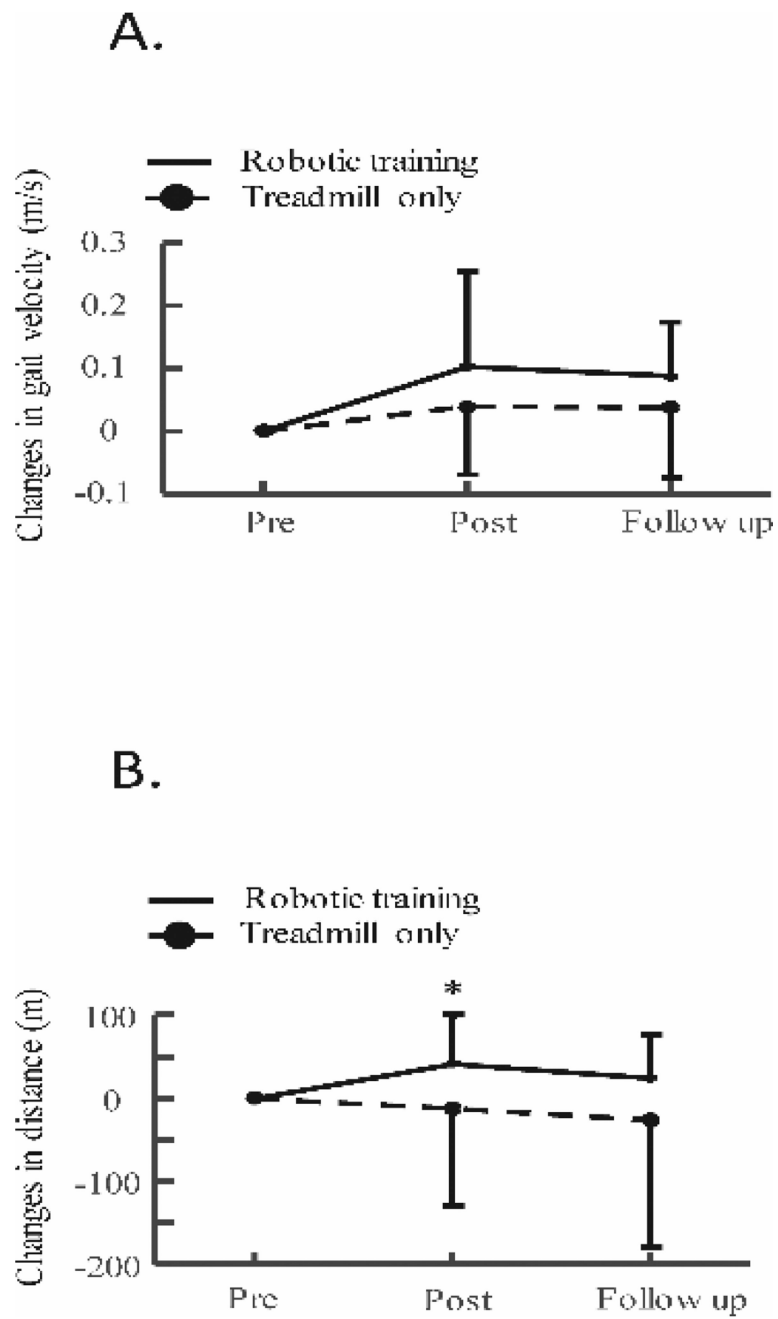 A.
Robotic training
Treadmill only
Changes in gail velocity (m/s)
0.3
0.2
0.1
0
-0.1
Pre Post Follow up
B.
Robotic training
Treadmill only
*
Changes in distance (m)
100
0
-100
-200
Pre Post Follow up